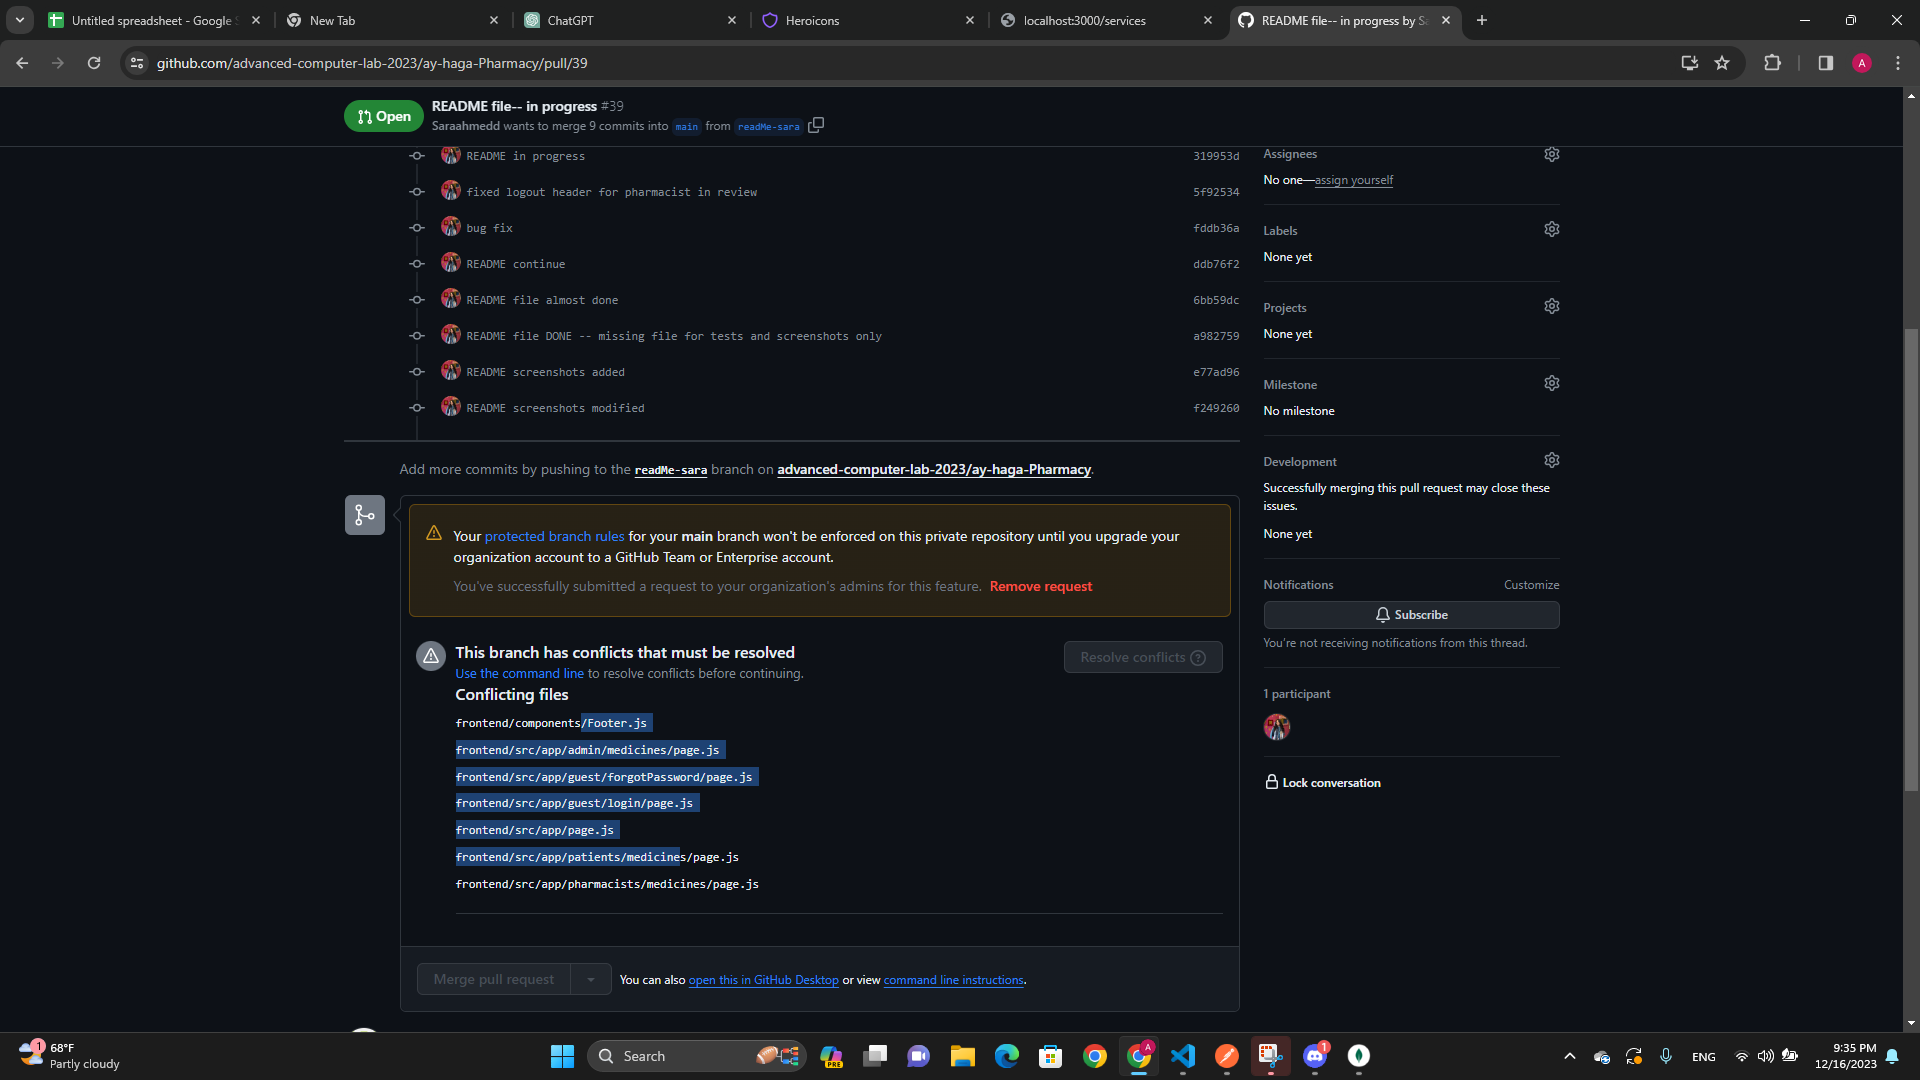 Untitled spreadsheet - Google S
New Tab
ChatGPT
Heroicons
localhost:3000/services
README file-- in progress by Sa
github.com/advanced-computer-lab-2023/ay-haga-Pharmacy/pull/39
A
Open
README file-- in progress #39
Saraahmedd wants to merge 9 commits into main from readMe-sara
README in progress 319953d
fixed logout header for pharmacist in review 5f92534
bug fix fddb36a
README continue ddb76f2
README file almost done 6bb59dc
README file DONE -- missing file for tests and screenshots only a982759
README screenshots added e77ad96
README screenshots modified f249260
Add more commits by pushing to the readMe-sara branch on advanced-computer-lab-2023/ay-haga-Pharmacy.
Your protected branch rules for your main branch won't be enforced on this private repository until you upgrade your
organization account to a GitHub Team or Enterprise account.
You've successfully submitted a request to your organization's admins for this feature. Remove request
This branch has conflicts that must be resolved
Use the command line to resolve conflicts before continuing.
Resolve conflicts ?
Conflicting files
frontend/components/Footer.js
frontend/src/app/admin/medicines/page.js
frontend/src/app/guest/forgotPassword/page.js
frontend/src/app/guest/login/page.js
frontend/src/app/page.js
frontend/src/app/patients/medicines/page.js
frontend/src/app/pharmacists/medicines/page.js
Merge pull request
You can also open this in GitHub Desktop or view command line instructions.
Assignees
No one—assign yourself
Labels
None yet
Projects
None yet
Milestone
No milestone
Development
Successfully merging this pull request may close these
issues.
None yet
Notifications Customize
Subscribe
You're not receiving notifications from this thread.
1 participant
Lock conversation
1
68°F
Partly cloudy
Search
PRE
A
1
ENG
9:35 PM
12/16/2023